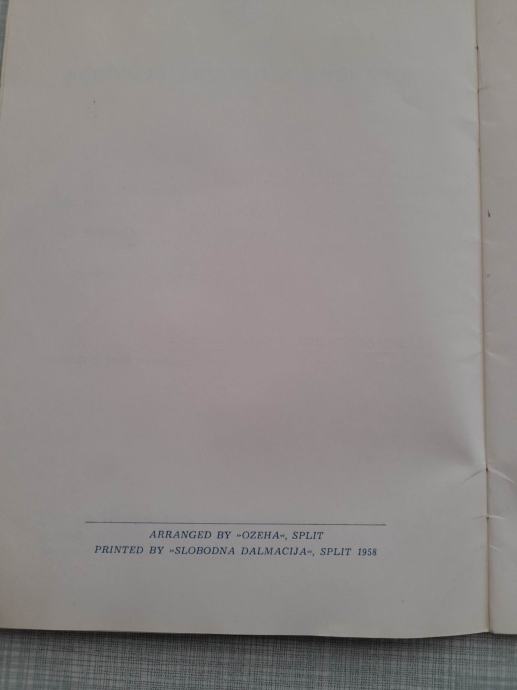 ARRANGED BY »OZEHA«, SPLIT
PRINTED BY »SLOBODNA DALMACIJA«, SPLIT 1958